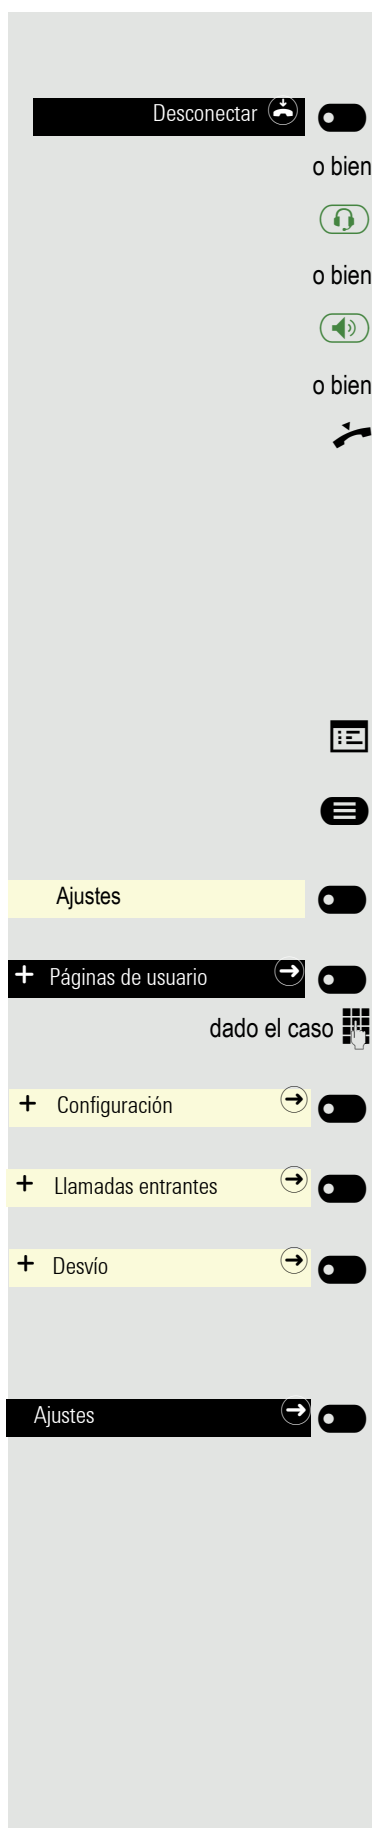 Desconectar
o bien
o bien
o bien
Ajustes
+ Páginas de usuario
dado el caso
+ Configuración
+ Llamadas entrantes
+ Desvío
Ajustes